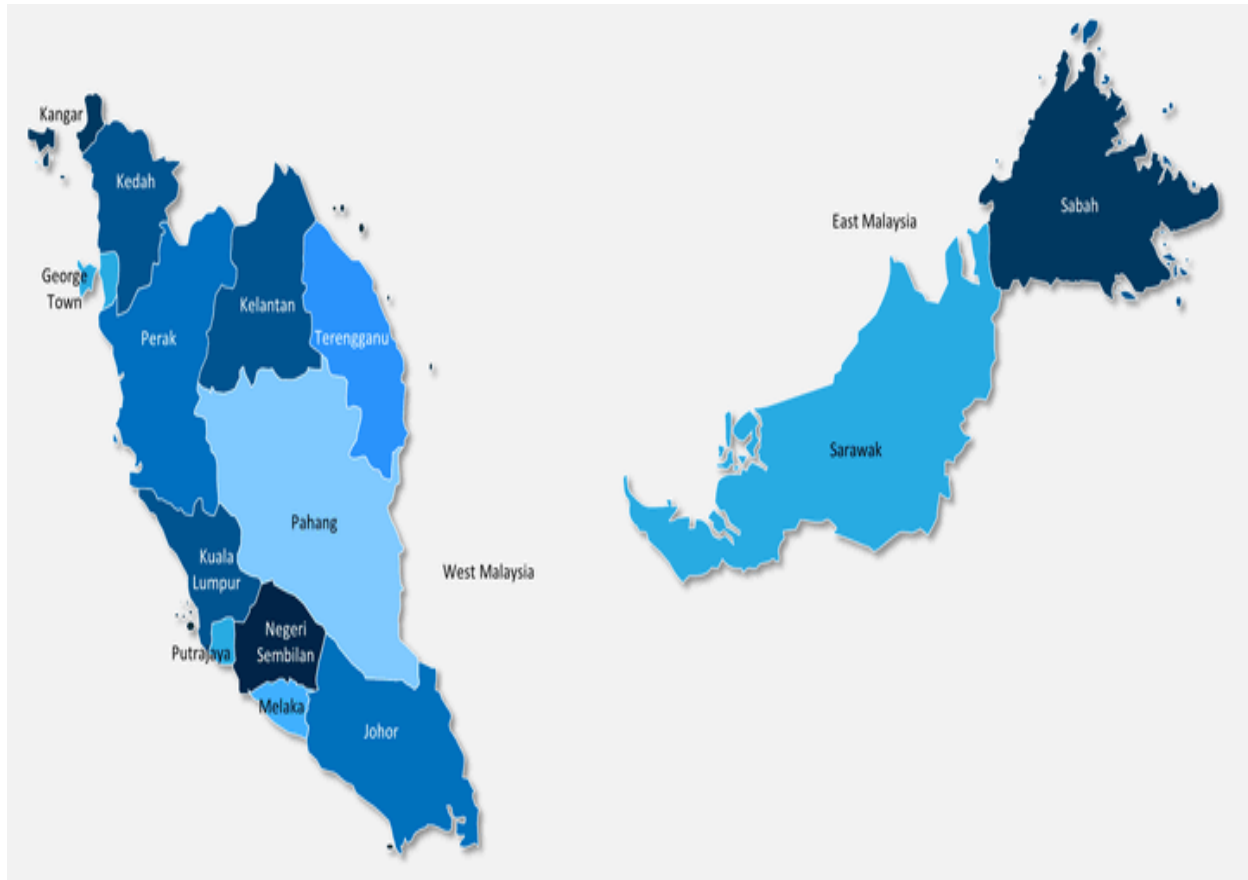 Kangar
Kedah
George
Town
Perak
Kelantan
Terengganu
Pahang
Kuala
Lumpur
West Malaysia
Putrajaya
Negeri
Sembilan
Melaka
Johor
East Malaysia
Sabah
Sarawak